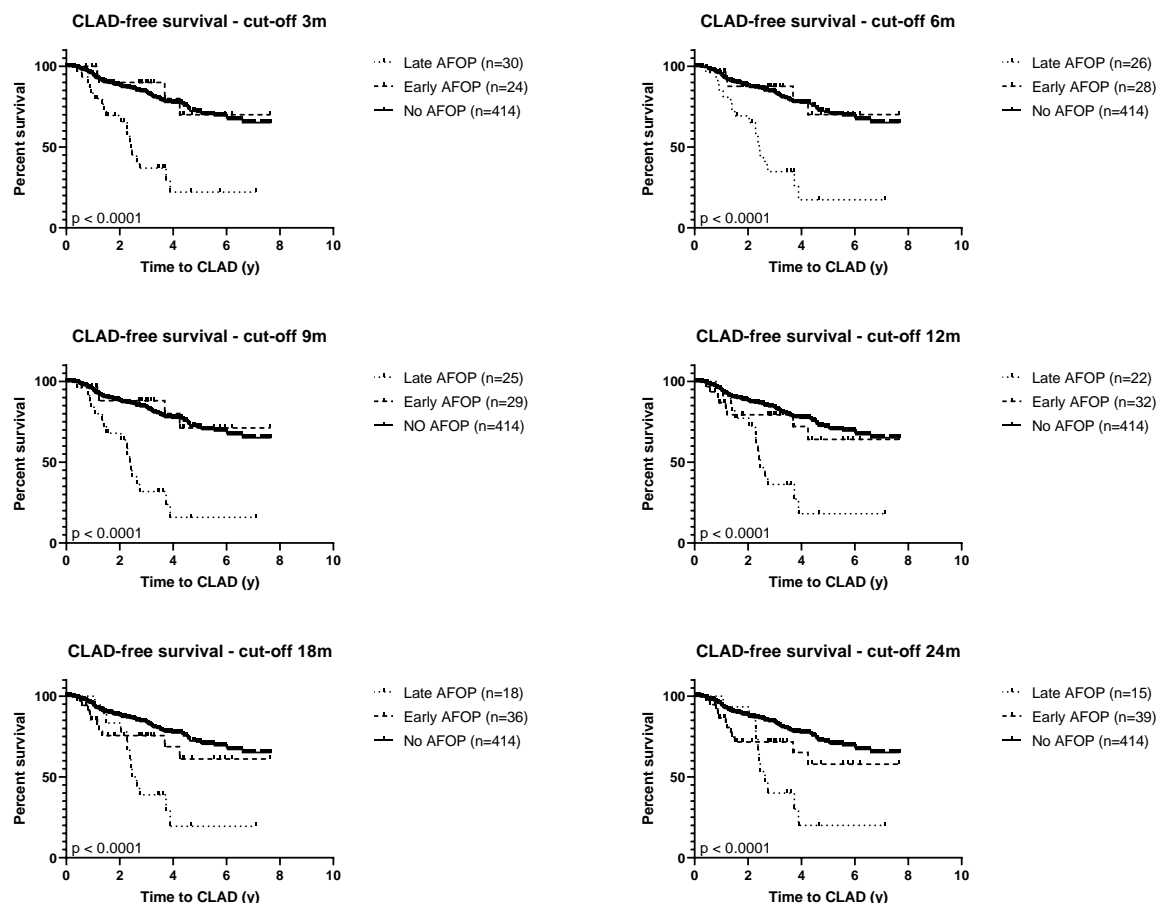 CLAD-free survival - cut-off 3m
Percent survival
100
50
0
p < 0.0001
0 2 4 6 8 10
Time to CLAD (y)
Late AFOP (n=30)
Early AFOP (n=24)
No AFOP (n=414)
CLAD-free survival - cut-off 6m
Percent survival
100
50
0
p < 0.0001
0 2 4 6 8 10
Time to CLAD (y)
Late AFOP (n=26)
Early AFOP (n=28)
No AFOP (n=414)
CLAD-free survival - cut-off 9m
Percent survival
100
50
0
p < 0.0001
0 2 4 6 8 10
Time to CLAD (y)
Late AFOP (n=25)
Early AFOP (n=29)
NO AFOP (n=414)
CLAD-free survival - cut-off 12m
Percent survival
100
50
0
p < 0.0001
0 2 4 6 8 10
Time to CLAD (y)
Late AFOP (n=22)
Early AFOP (n=32)
No AFOP (n=414)
CLAD-free survival - cut-off 18m
Percent survival
100
50
0
p < 0.0001
0 2 4 6 8 10
Time to CLAD (y)
Late AFOP (n=18)
Early AFOP (n=36)
No AFOP (n=414)
CLAD-free survival - cut-off 24m
Percent survival
100
50
0
p < 0.0001
0 2 4 6 8 10
Time to CLAD (y)
Late AFOP (n=15)
Early AFOP (n=39)
No AFOP (n=414)